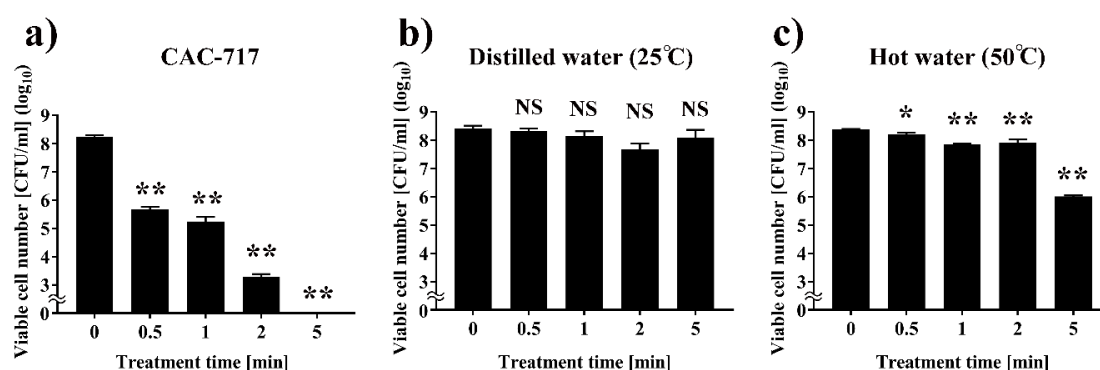 a)
CAC-717
Viable cell number [CFU/ml] (log₁₀)
9
8
7
6
5
4
3
0
**
**
**
**
0 0.5 1 2 5
Treatment time [min]
b)
Distilled water (25℃)
Viable cell number [CFU/ml] (log₁₀)
9
8
7
6
5
4
3
0
NS NS NS NS
0 0.5 1 2 5
Treatment time [min]
c)
Hot water (50℃)
Viable cell number [CFU/ml] (log₁₀)
9
8
7
6
5
4
3
0
* ** **
**
0 0.5 1 2 5
Treatment time [min]